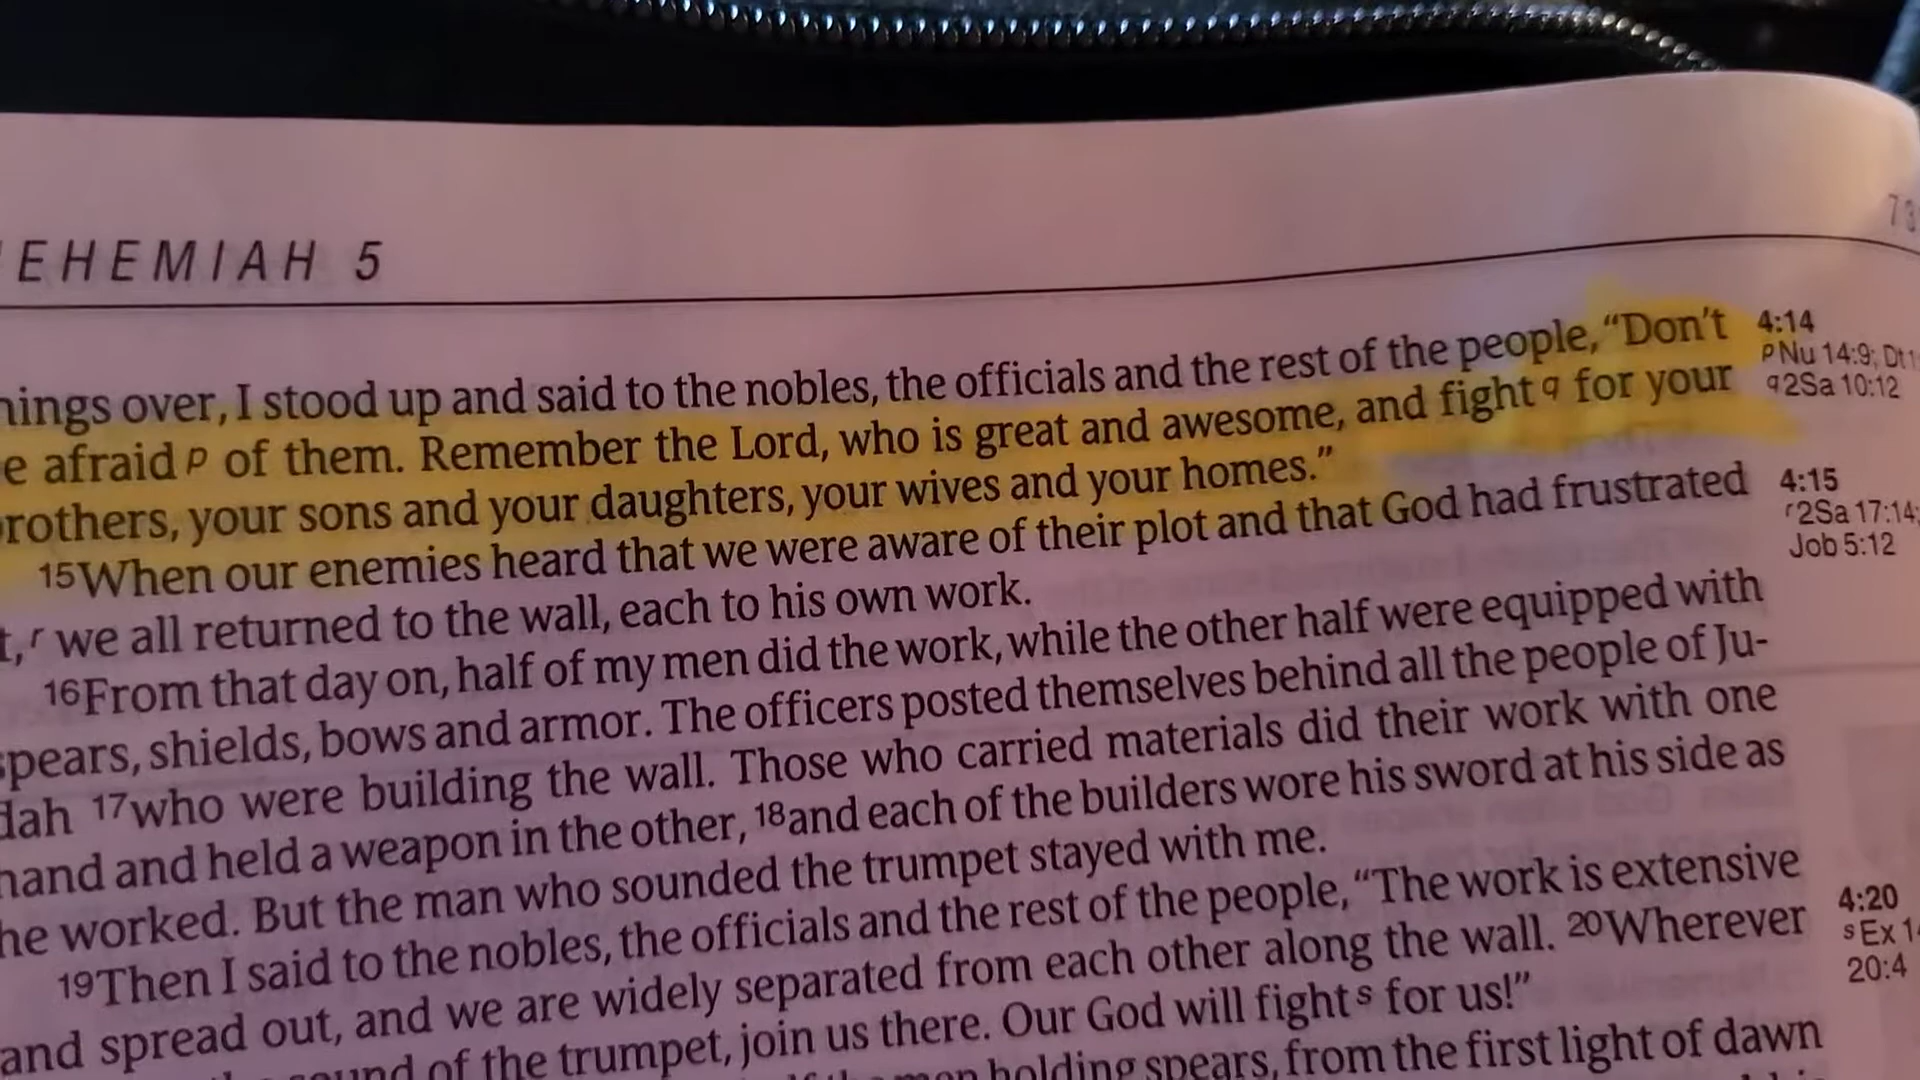 EHEMIAH 5
73
hings over, I stood up and said to the nobles, the officials and the rest of the people, “Don’t
e afraid p of them. Remember the Lord, who is great and awesome, and fight q for your
rothers, your sons and your daughters, your wives and your homes.”
15When our enemies heard that we were aware of their plot and that God had frustrated
t, r we all returned to the wall, each to his own work.
16From that day on, half of my men did the work, while the other half were equipped with
spears, shields, bows and armor. The officers posted themselves behind all the people of Ju-
dah 17who were building the wall. Those who carried materials did their work with one
hand and held a weapon in the other, 18and each of the builders wore his sword at his side as
he worked. But the man who sounded the trumpet stayed with me.
19Then I said to the nobles, the officials and the rest of the people, “The work is extensive
and spread out, and we are widely separated from each other along the wall. 20Wherever
sound of the trumpet, join us there. Our God will fight s for us!”
men holding spears, from the first light of dawn
4:14
p Nu 14:9; Dt 1
q 2Sa 10:12
4:15
r 2Sa 17:14;
Job 5:12
4:20
s Ex 14
20:4